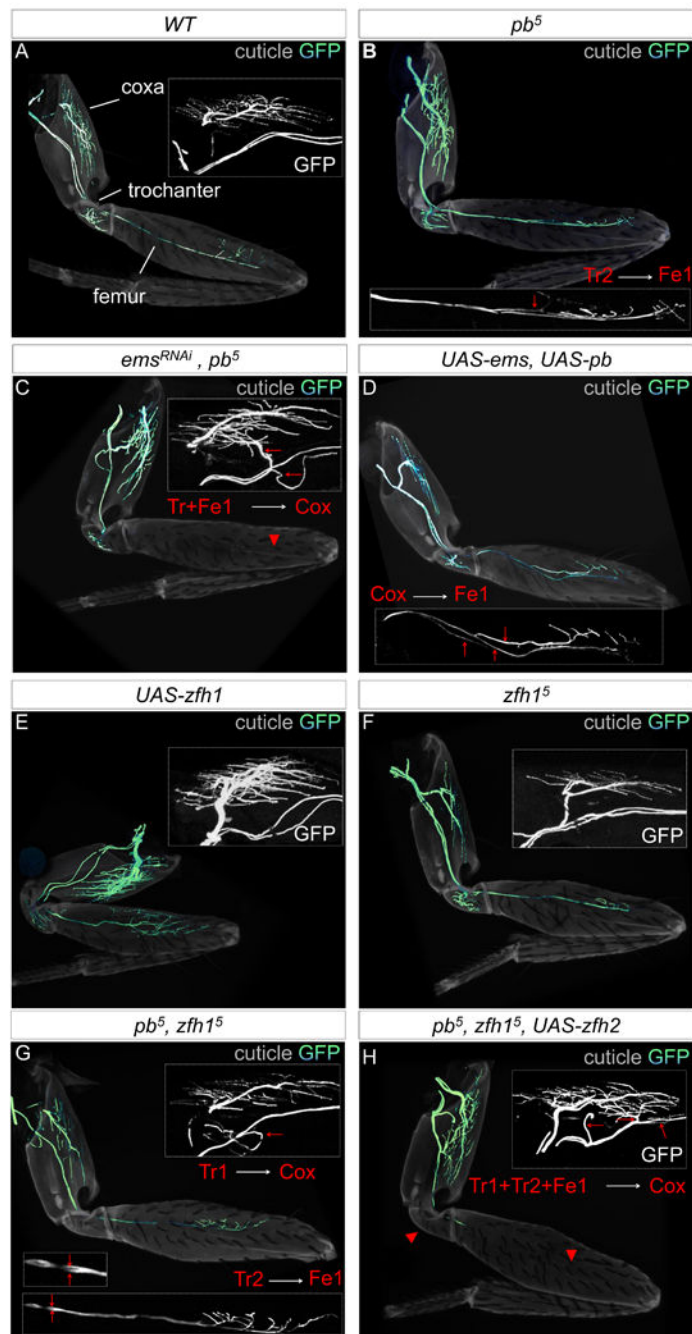 WT
A
cuticle GFP
coxa
trochanter
femur
GFP
pb⁵
B
cuticle GFP
Tr2 → Fe1
ems^RNAi , pb⁵
C
cuticle GFP
Tr+Fe1 → Cox
UAS-ems, UAS-pb
D
cuticle GFP
Cox → Fe1
UAS-zfh1
E
cuticle GFP
GFP
zfh1⁵
F
cuticle GFP
GFP
pb⁵, zfh1⁵
G
cuticle GFP
Tr1 → Cox
Tr2 → Fe1
pb⁵, zfh1⁵, UAS-zfh2
H
cuticle GFP
GFP
Tr1+Tr2+Fe1 → Cox